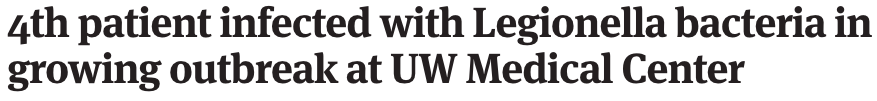 4th patient infected with Legionella bacteria in
growing outbreak at UW Medical Center